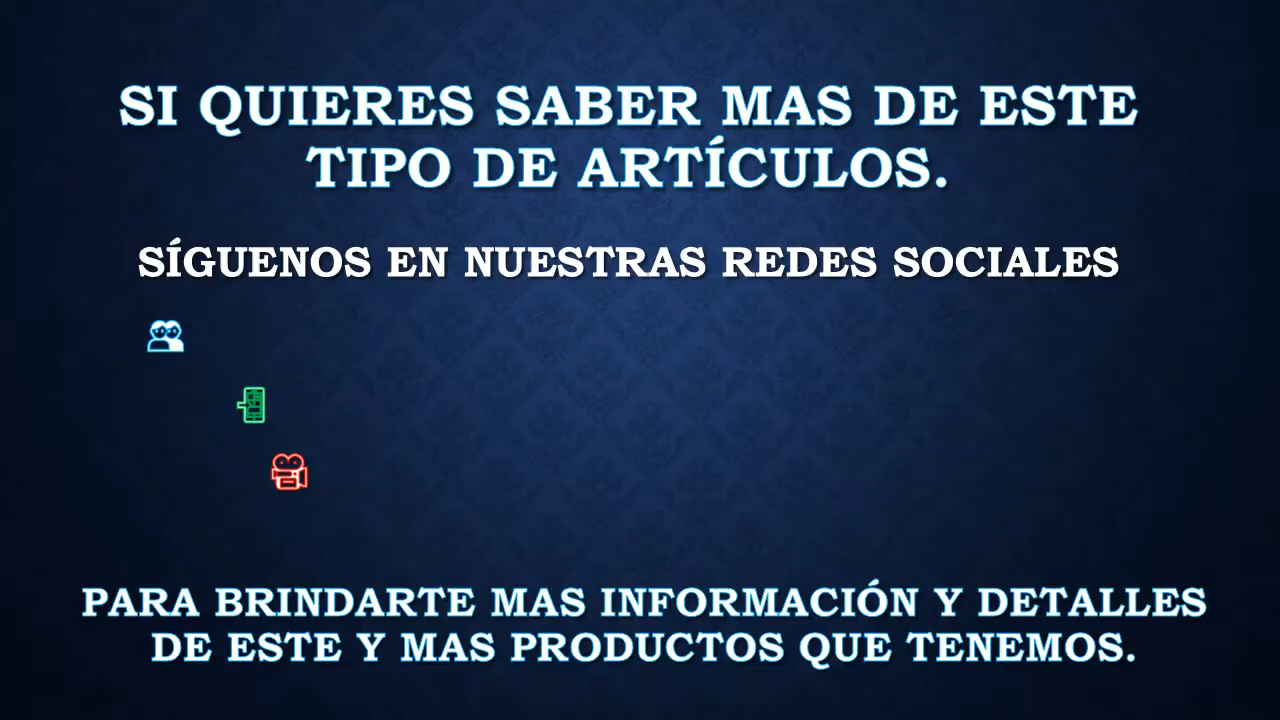 SI QUIERES SABER MAS DE ESTE
TIPO DE ARTÍCULOS.
SÍGUENOS EN NUESTRAS REDES SOCIALES
PARA BRINDARTE MAS INFORMACIÓN Y DETALLES
DE ESTE Y MAS PRODUCTOS QUE TENEMOS.